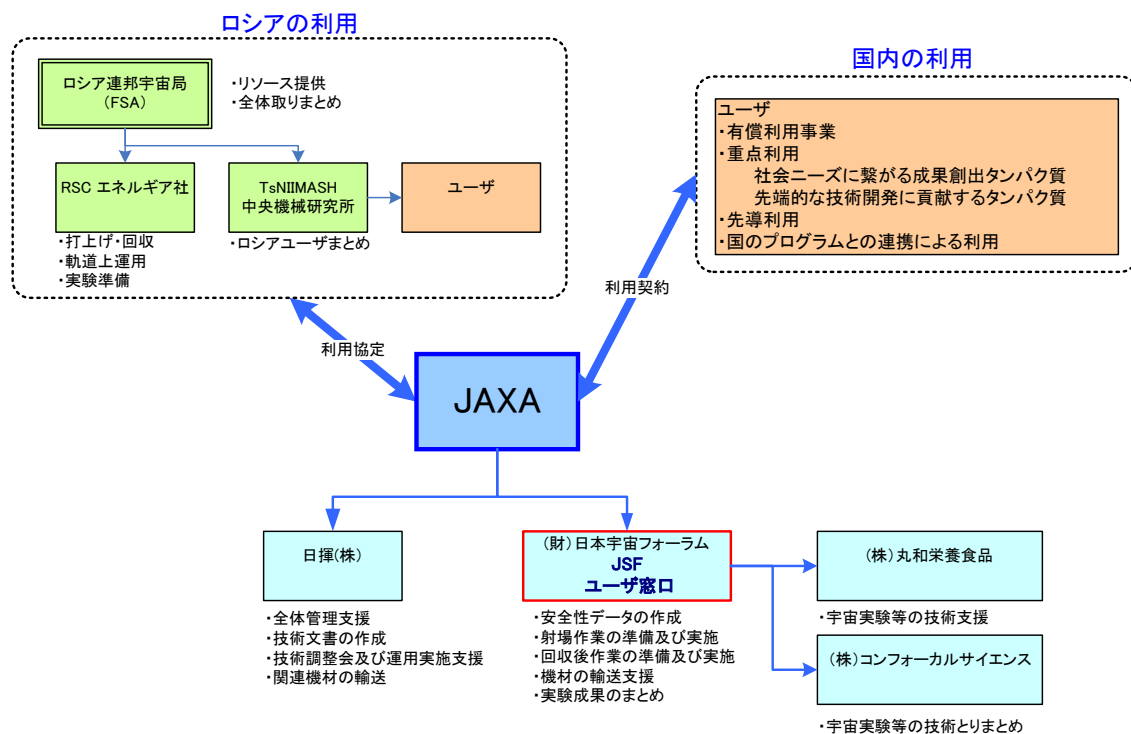 ロシアの利用
ロシア連邦宇宙局
(FSA)
・リソース提供
・全体取りまとめ
RSC エネルギア社
・打上げ・回収
・軌道上運用
・実験準備
TsNIIMASH
中央機械研究所
・ロシアユーザまとめ
ユーザ
国内の利用
ユーザ
・有償利用事業
・重点利用
社会ニーズに繋がる成果創出タンパク質
先端的な技術開発に貢献するタンパク質
・先導利用
・国のプログラムとの連携による利用
利用協定
利用契約
JAXA
日揮(株)
・全体管理支援
・技術文書の作成
・技術調整会及び運用実施支援
・関連機材の輸送
(財)日本宇宙フォーラム
JSF
ユーザ窓口
・安全性データの作成
・射場作業の準備及び実施
・回収後作業の準備及び実施
・機材の輸送支援
・実験成果のまとめ
(株)丸和栄養食品
・宇宙実験等の技術支援
(株)コンフォーカルサイエンス
・宇宙実験等の技術とりまとめ